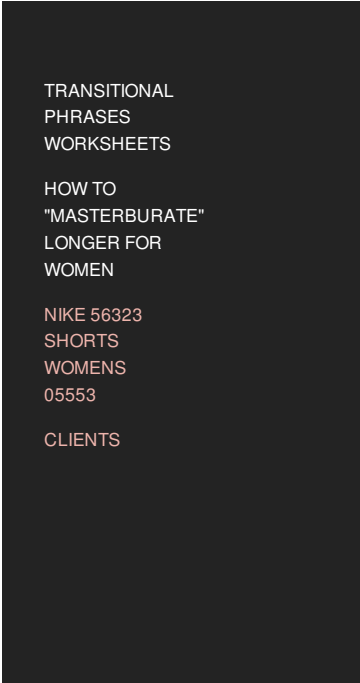 TRANSITIONAL
PHRASES
WORKSHEETS
HOW TO
"MASTERBURATE"
LONGER FOR
WOMEN
NIKE 56323
SHORTS
WOMENS
05553
CLIENTS